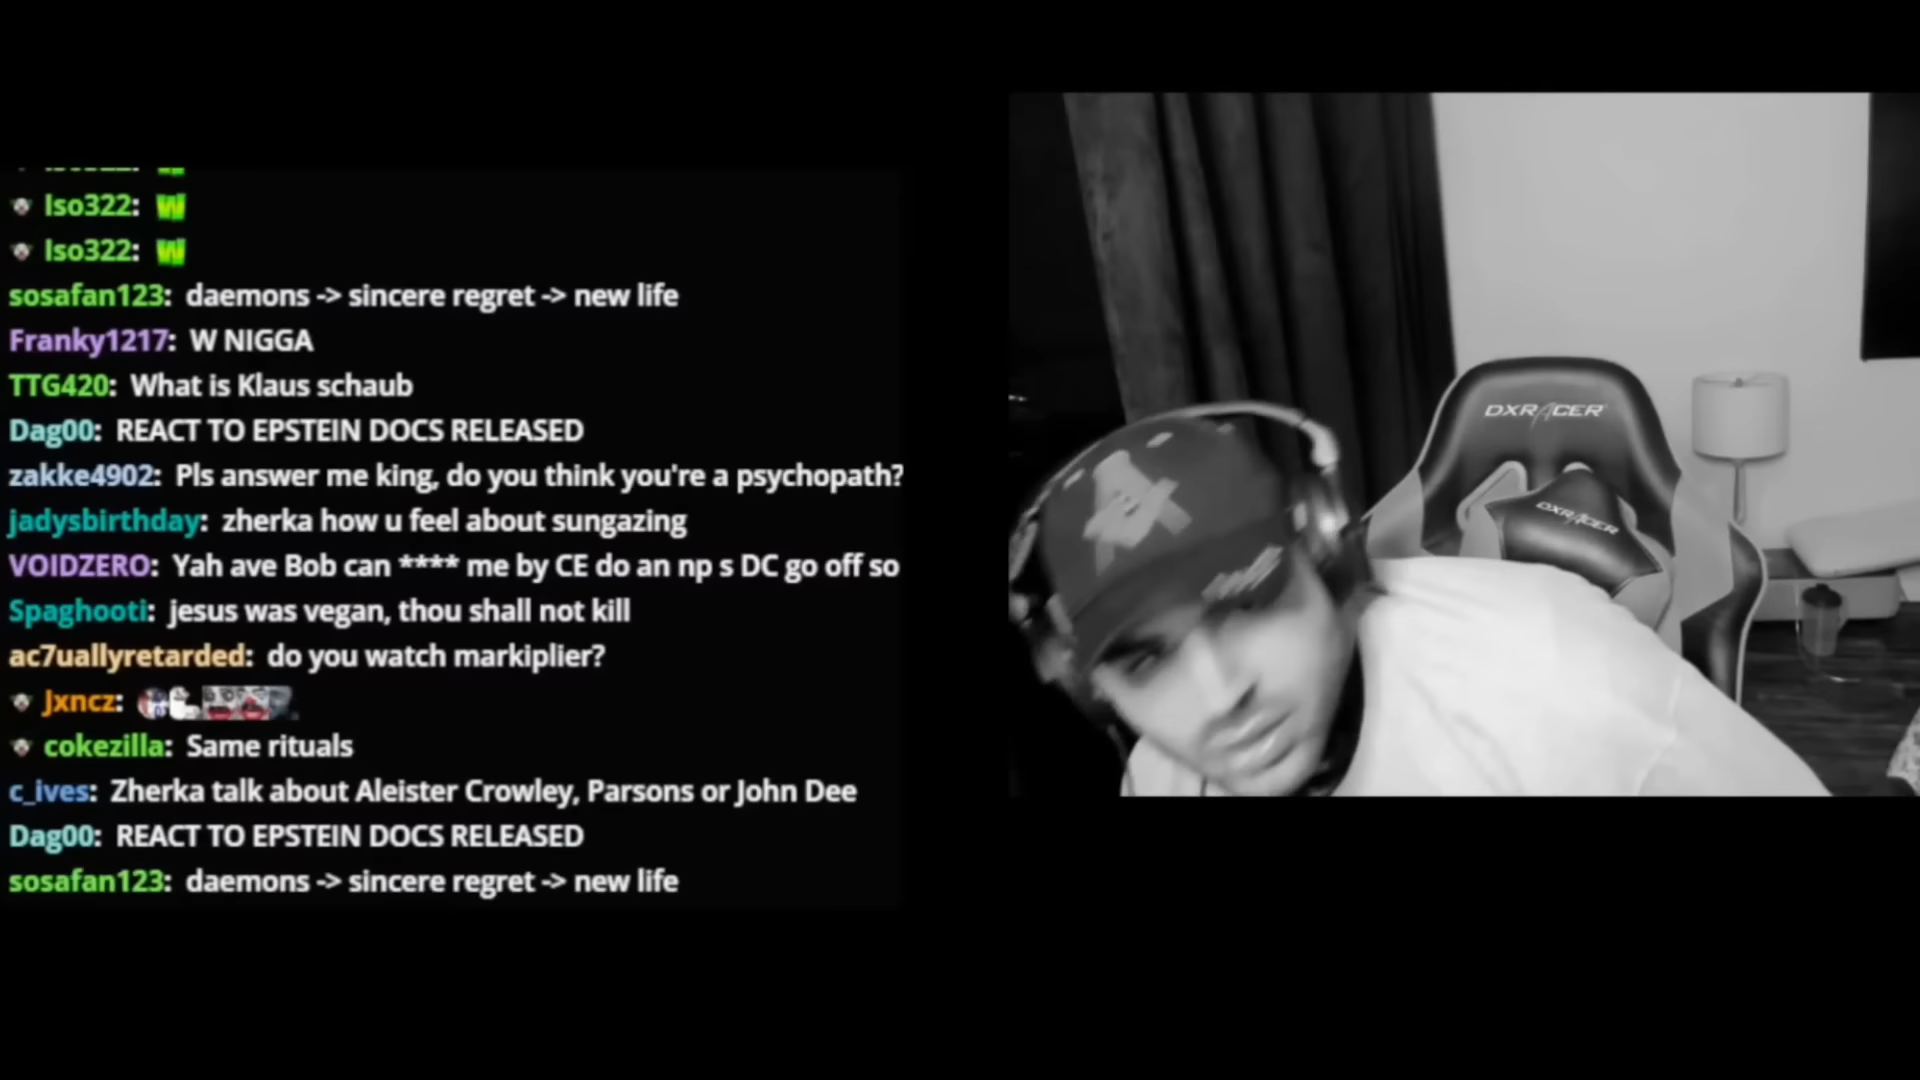 lso322: W
lso322: W
sosafan123: daemons -> sincere regret -> new life
Franky1217: W NIGGA
TTG420: What is Klaus schaub
Dag00: REACT TO EPSTEIN DOCS RELEASED
zakke4902: Pls answer me king, do you think you're a psychopath?
jadysbirthday: zherka how u feel about sungazing
VOIDZERO: Yah ave Bob can **** me by CE do an np s DC go off so
Spaghooti: jesus was vegan, thou shall not kill
ac7uallyretarded: do you watch markiplier?
Jxncz:
cokezilla: Same rituals
c_ives: Zherka talk about Aleister Crowley, Parsons or John Dee
Dag00: REACT TO EPSTEIN DOCS RELEASED
sosafan123: daemons -> sincere regret -> new life
DXRACER
DXRACER